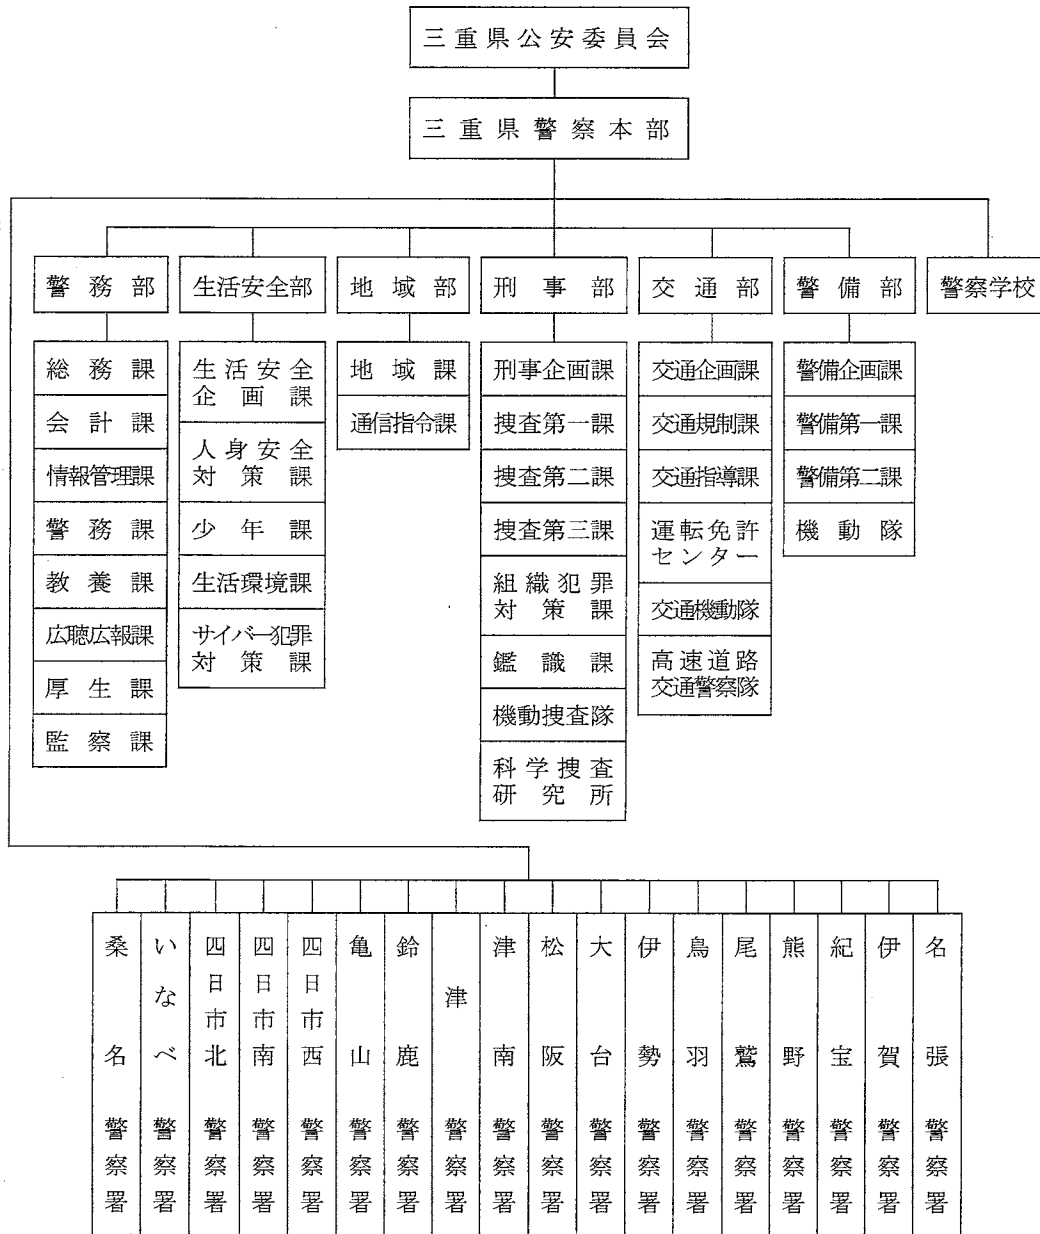 三重県公安委員会
三重県警察本部
警務部
生活安全部
地域部
刑事部
交通部
警備部
警察学校
総務課
会計課
情報管理課
警務課
教養課
広聴広報課
厚生課
監察課
生活安全
企画課
人身安全
対策課
少年課
生活環境課
サイバー犯罪
対策課
地域課
通信指令課
刑事企画課
捜査第一課
捜査第二課
捜査第三課
組織犯罪
対策課
鑑識課
機動捜査隊
科学捜査
研究所
交通企画課
交通規制課
交通指導課
運転免許
センター
交通機動隊
高速道路
交通警察隊
警備企画課
警備第一課
警備第二課
機動隊
桑名警察署
いなべ警察署
四日市北警察署
四日市南警察署
四日市西警察署
亀山警察署
鈴鹿警察署
津警察署
津南警察署
松阪警察署
大台警察署
伊勢警察署
鳥羽警察署
尾鷲警察署
熊野警察署
紀宝警察署
伊賀警察署
名張警察署